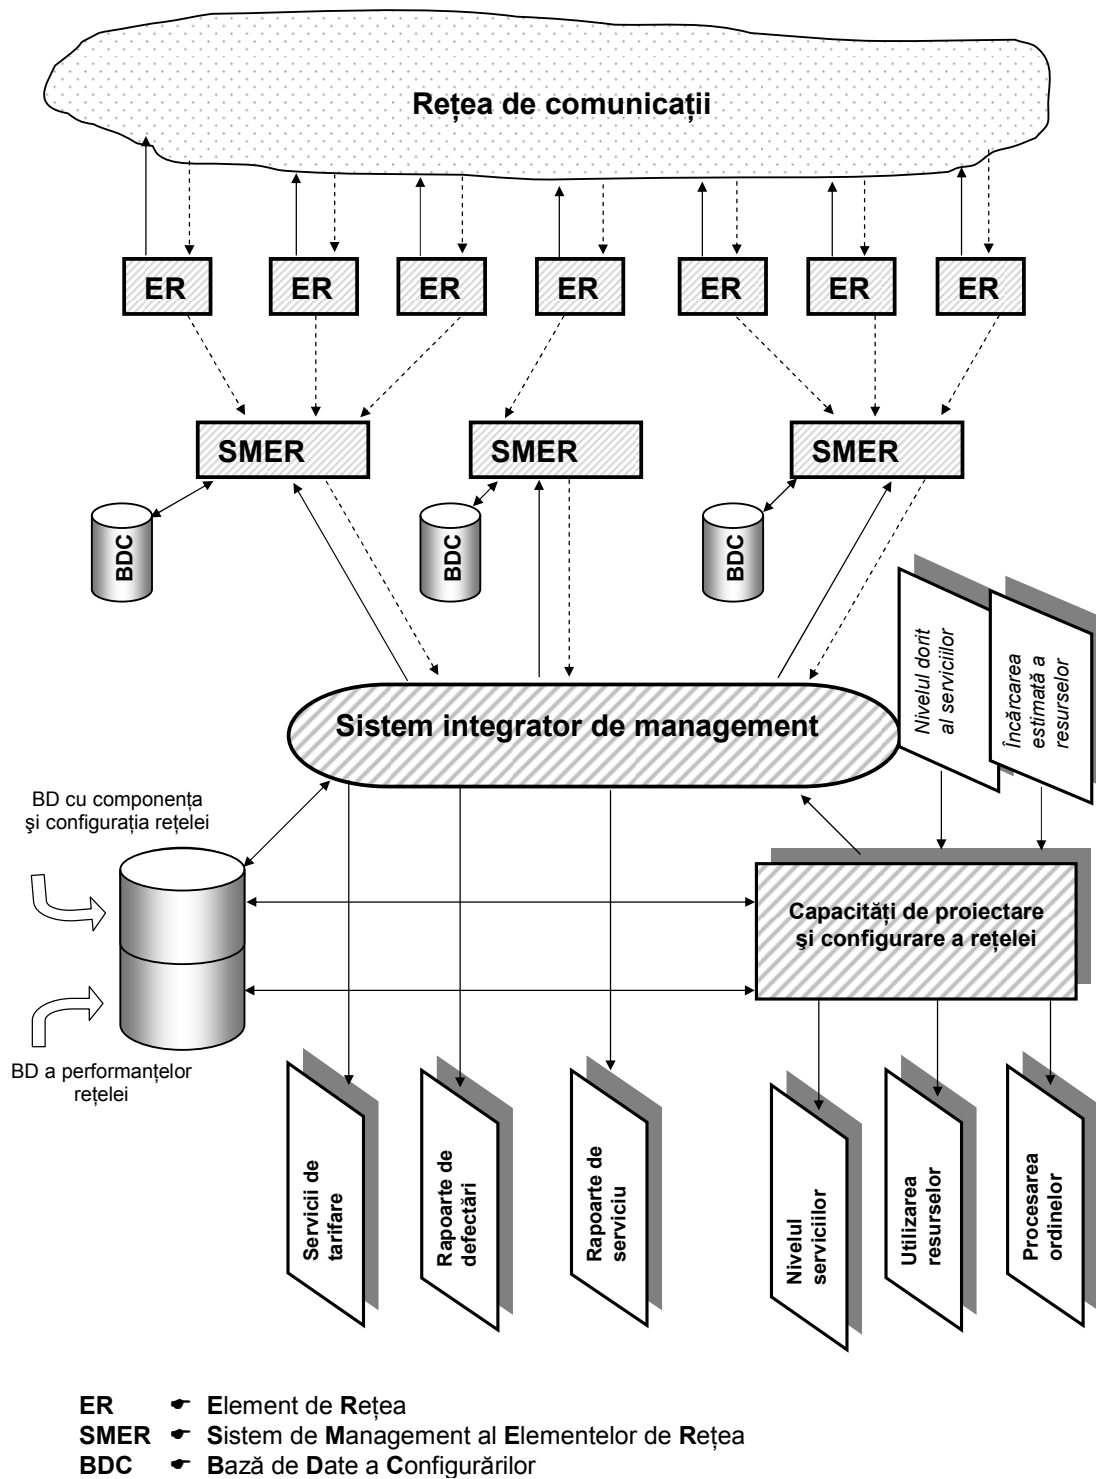 Rețea de comunicații
ER
ER
ER
ER
ER
ER
ER
SMER
SMER
SMER
BDC
BDC
BDC
Nivelul dorit
al serviciilor
Încărcarea
estimată a
resurselor
Sistem integrator de management
BD cu componența
şi configurația rețelei
Capacități de proiectare
şi configurare a rețelei
BD a performanțelor
rețelei
Servicii de
tarifare
Rapoarte de
defectări
Rapoarte de
serviciu
Nivelul
serviciilor
Utilizarea
resurselor
Procesarea
ordinelor
ER ☛ Element de Rețea
SMER ☛ Sistem de Management al Elementelor de Rețea
BDC ☛ Bază de Date a Configurărilor